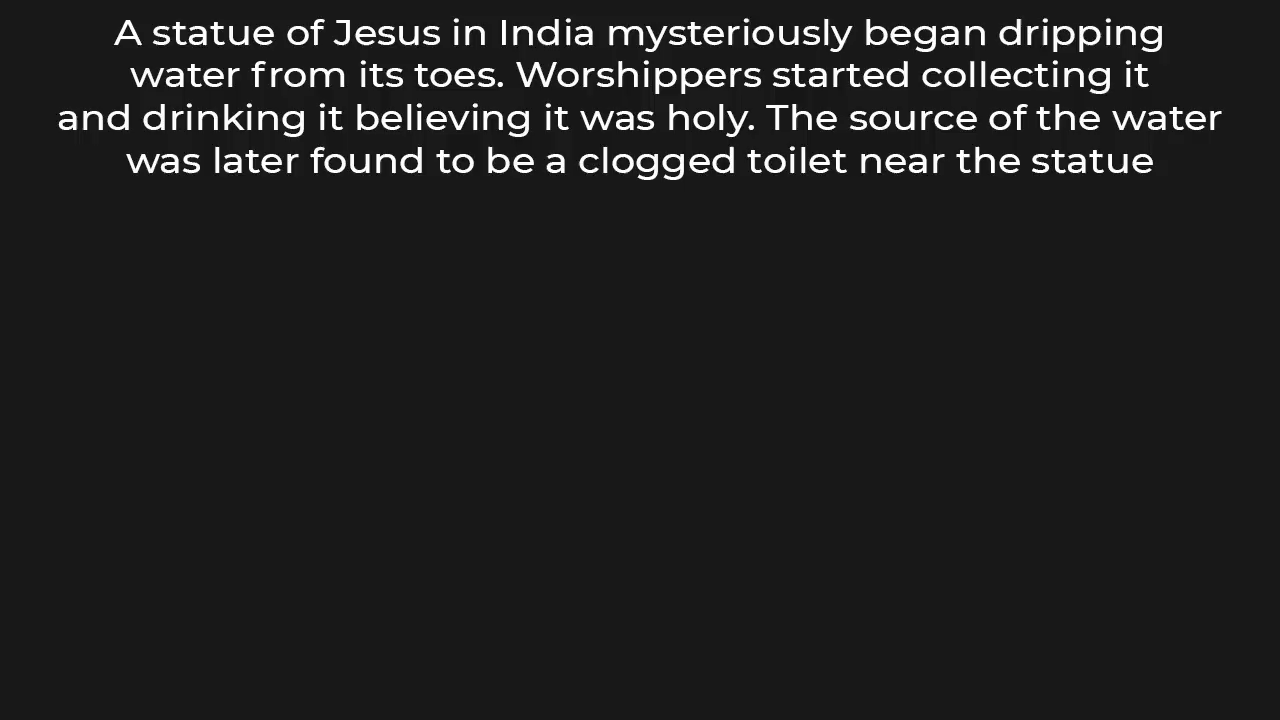 A statue of Jesus in India mysteriously began dripping
water from its toes. Worshippers started collecting it
and drinking it believing it was holy. The source of the water
was later found to be a clogged toilet near the statue